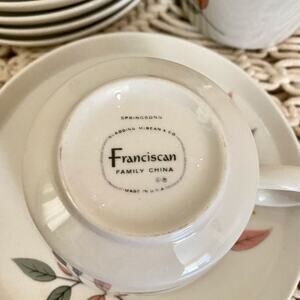 SPRINGSONG
GLADDING, McBEAN & CO.
Franciscan
FAMILY CHINA
MADE IN U.S.A.